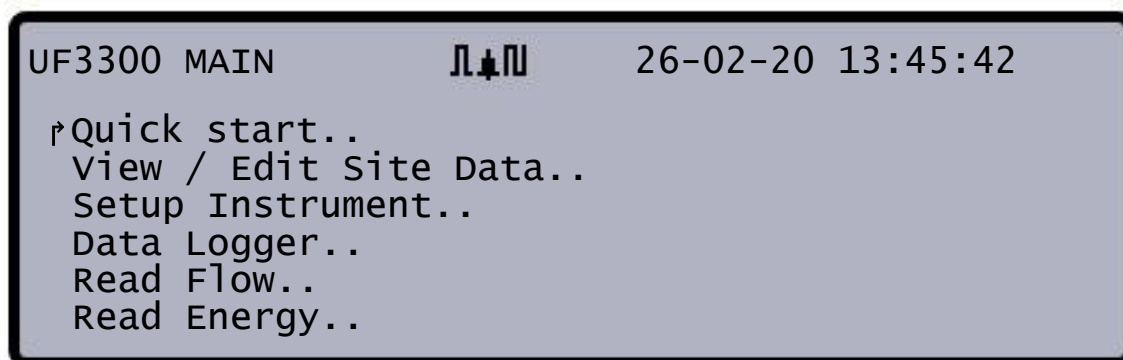 UF3300 MAIN 26-02-20 13:45:42
Quick start..
View / Edit Site Data..
Setup Instrument..
Data Logger..
Read Flow..
Read Energy..